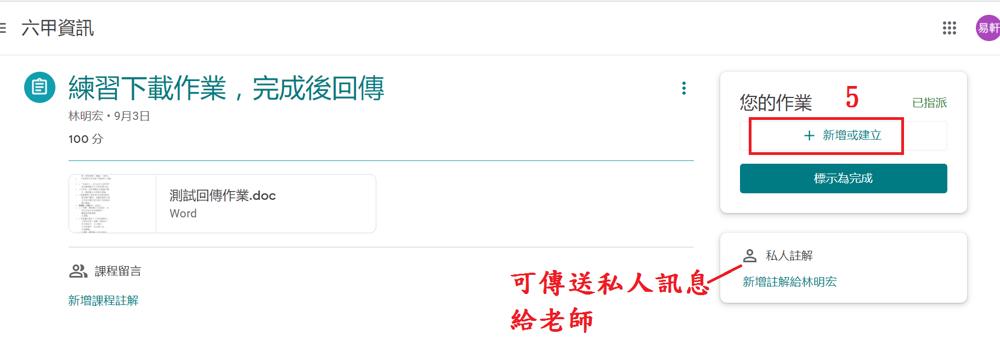 六甲資訊
易軒
練習下載作業，完成後回傳
林明宏 • 9月3日
100 分
測試回傳作業.doc
Word
課程留言
新增課程註解
您的作業
5
已指派
+ 新增或建立
標示為完成
私人註解
新增註解給林明宏
可傳送私人訊息
給老師